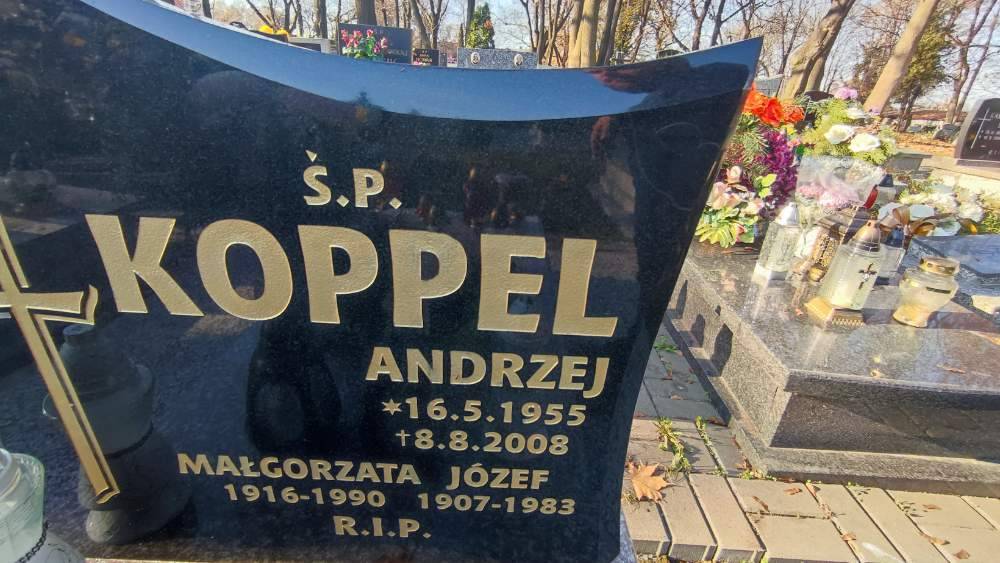 Ś.P.
KOPPEL
ANDRZEJ
*16.5.1955
†8.8.2008
MAŁGORZATA JÓZEF
1916-1990 1907-1983
R.I.P.